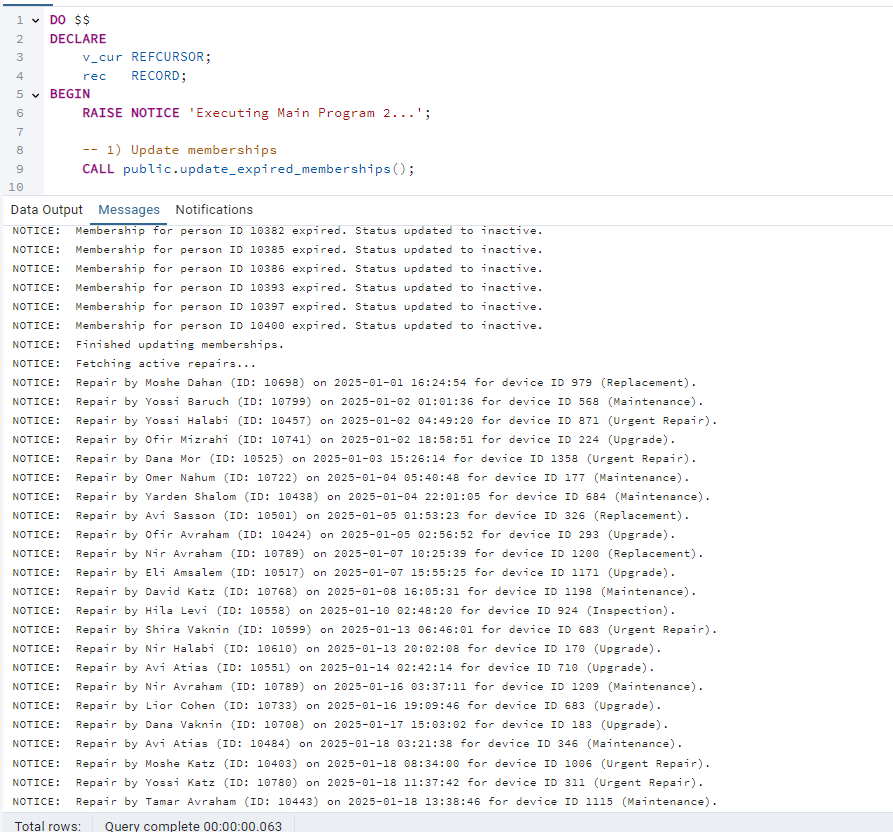 1 DO $$
2 DECLARE
3 v_cur REFCURSOR;
4 rec RECORD;
5 BEGIN
6 RAISE NOTICE 'Executing Main Program 2...';
7
8 -- 1) Update memberships
9 CALL public.update_expired_memberships();
10
Data Output Messages Notifications
NOTICE: Membership for person ID 10382 expired. Status updated to inactive.
NOTICE: Membership for person ID 10385 expired. Status updated to inactive.
NOTICE: Membership for person ID 10386 expired. Status updated to inactive.
NOTICE: Membership for person ID 10393 expired. Status updated to inactive.
NOTICE: Membership for person ID 10397 expired. Status updated to inactive.
NOTICE: Membership for person ID 10400 expired. Status updated to inactive.
NOTICE: Finished updating memberships.
NOTICE: Fetching active repairs...
NOTICE: Repair by Moshe Dahan (ID: 10698) on 2025-01-01 16:24:54 for device ID 979 (Replacement).
NOTICE: Repair by Yossi Baruch (ID: 10799) on 2025-01-02 01:01:36 for device ID 568 (Maintenance).
NOTICE: Repair by Yossi Halabi (ID: 10457) on 2025-01-02 04:49:20 for device ID 871 (Urgent Repair).
NOTICE: Repair by Ofir Mizrahi (ID: 10741) on 2025-01-02 18:58:51 for device ID 224 (Upgrade).
NOTICE: Repair by Dana Mor (ID: 10525) on 2025-01-03 15:26:14 for device ID 1358 (Urgent Repair).
NOTICE: Repair by Omer Nahum (ID: 10722) on 2025-01-04 05:40:48 for device ID 177 (Maintenance).
NOTICE: Repair by Yarden Shalom (ID: 10438) on 2025-01-04 22:01:05 for device ID 684 (Maintenance).
NOTICE: Repair by Avi Sasson (ID: 10501) on 2025-01-05 01:53:23 for device ID 326 (Replacement).
NOTICE: Repair by Ofir Avraham (ID: 10424) on 2025-01-05 02:56:52 for device ID 293 (Upgrade).
NOTICE: Repair by Nir Avraham (ID: 10789) on 2025-01-07 10:25:39 for device ID 1200 (Replacement).
NOTICE: Repair by Eli Amsalem (ID: 10517) on 2025-01-07 15:55:25 for device ID 1171 (Upgrade).
NOTICE: Repair by David Katz (ID: 10768) on 2025-01-08 16:05:31 for device ID 1198 (Maintenance).
NOTICE: Repair by Hila Levi (ID: 10558) on 2025-01-10 02:48:20 for device ID 924 (Inspection).
NOTICE: Repair by Shira Vaknin (ID: 10599) on 2025-01-13 06:46:01 for device ID 683 (Urgent Repair).
NOTICE: Repair by Nir Halabi (ID: 10610) on 2025-01-13 20:02:08 for device ID 170 (Upgrade).
NOTICE: Repair by Avi Atias (ID: 10551) on 2025-01-14 02:42:14 for device ID 710 (Upgrade).
NOTICE: Repair by Nir Avraham (ID: 10789) on 2025-01-16 03:37:11 for device ID 1209 (Maintenance).
NOTICE: Repair by Lior Cohen (ID: 10733) on 2025-01-16 19:09:46 for device ID 683 (Upgrade).
NOTICE: Repair by Dana Vaknin (ID: 10708) on 2025-01-17 15:03:02 for device ID 183 (Upgrade).
NOTICE: Repair by Avi Atias (ID: 10484) on 2025-01-18 03:21:38 for device ID 346 (Maintenance).
NOTICE: Repair by Moshe Katz (ID: 10403) on 2025-01-18 08:34:00 for device ID 1006 (Urgent Repair).
NOTICE: Repair by Yossi Katz (ID: 10780) on 2025-01-18 11:37:42 for device ID 311 (Urgent Repair).
NOTICE: Repair by Tamar Avraham (ID: 10443) on 2025-01-18 13:38:46 for device ID 1115 (Maintenance).
Total rows: Query complete 00:00:00.063